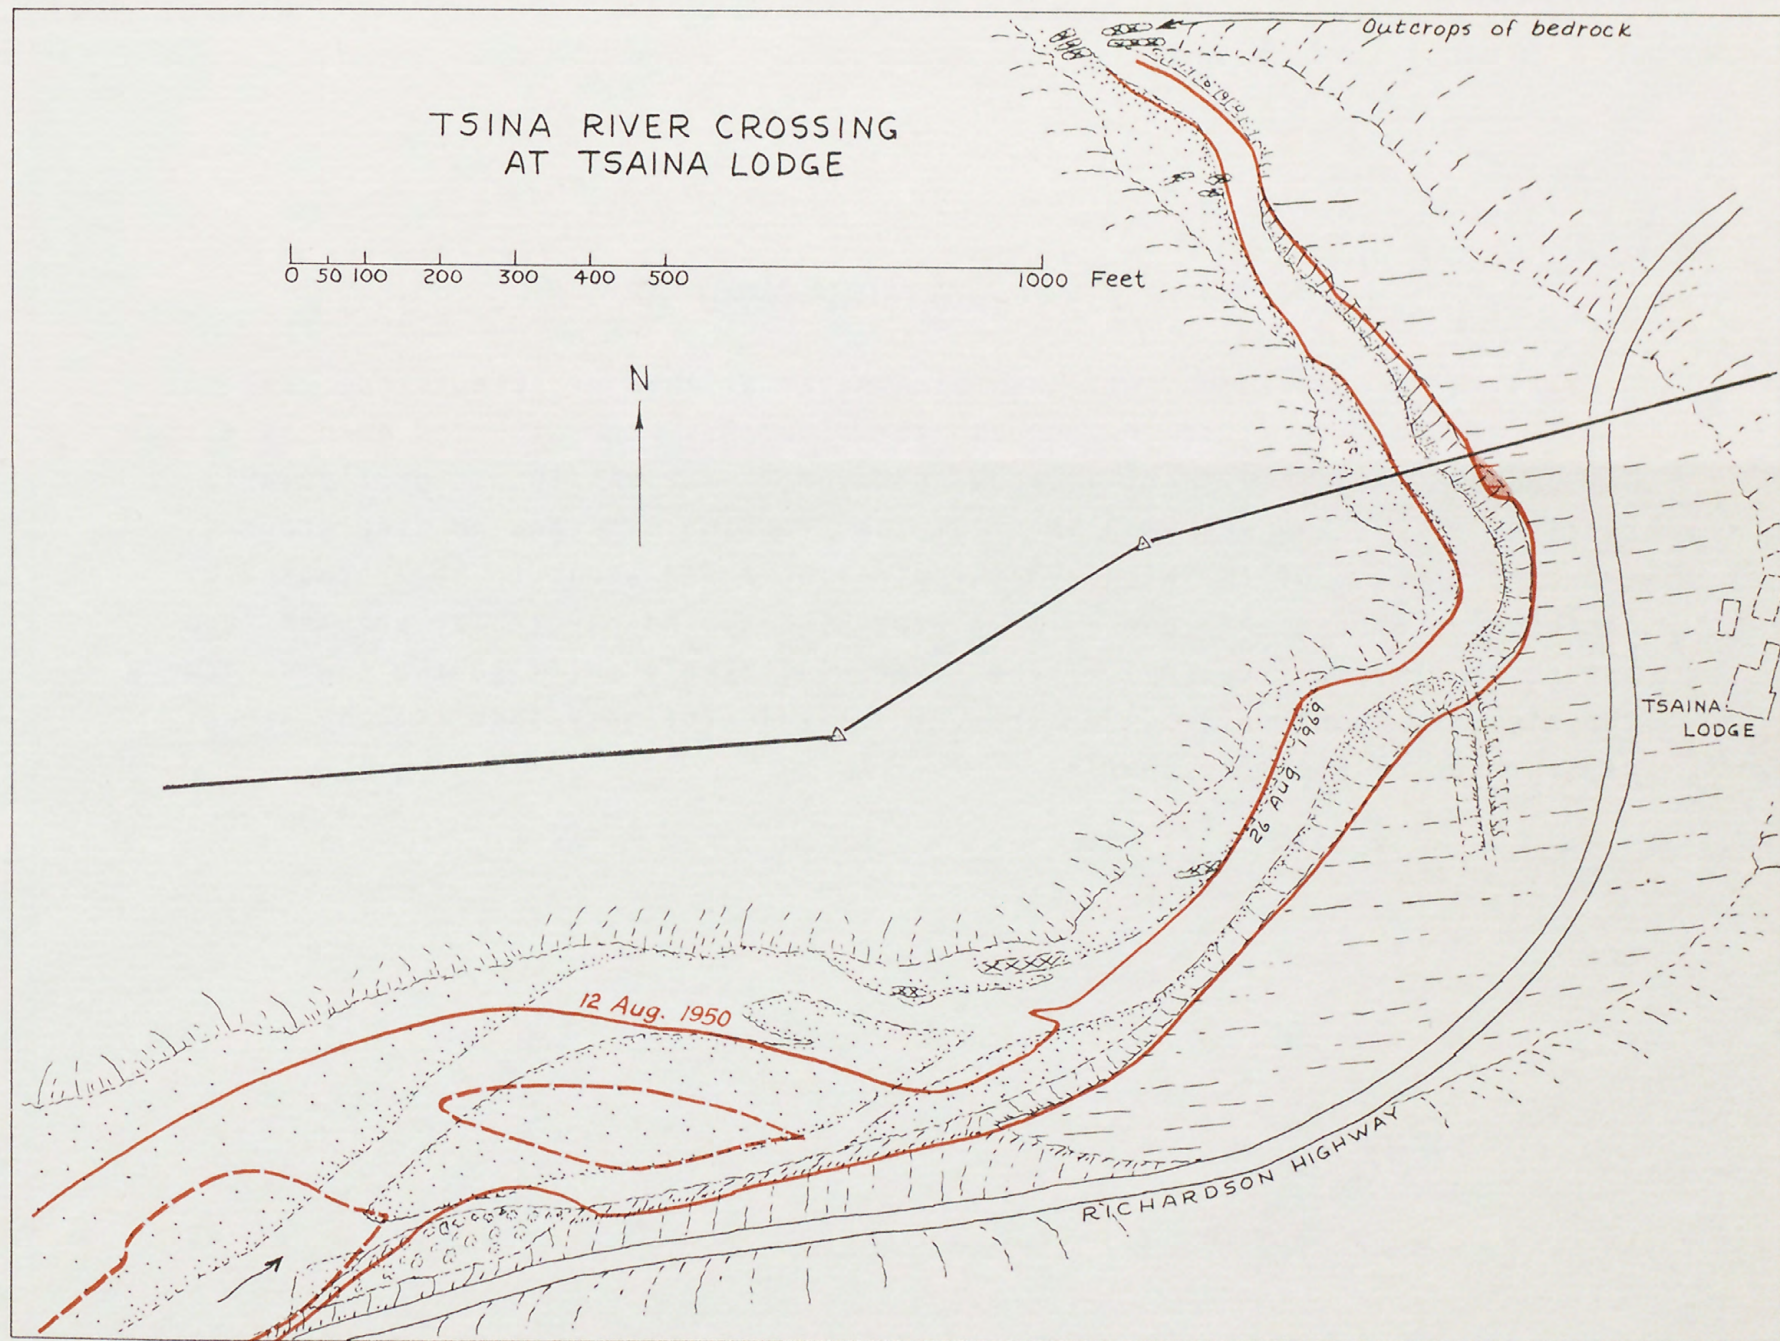 Outcrops of bedrock
TSINA RIVER CROSSING
AT TSAINA LODGE
0 50 100 200 300 400 500 1000 Feet
N
TSAINA
LODGE
26 Aug. 1969
12 Aug. 1950
RICHARDSON HIGHWAY